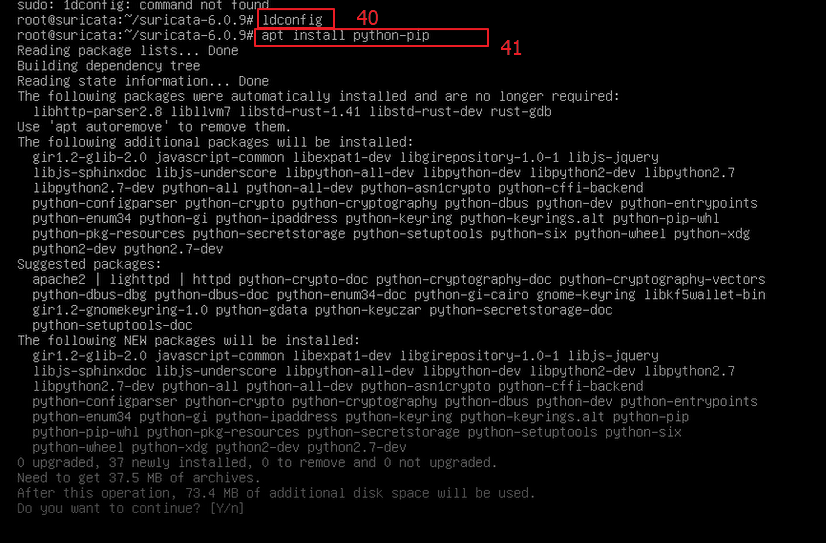 sudo: ldconfig: command not found
root@suricata:~/suricata-6.0.9# ldconfig 40
root@suricata:~/suricata-6.0.9# apt install python-pip 41
Reading package lists... Done
Building dependency tree
Reading state information... Done
The following packages were automatically installed and are no longer required:
libhttp-parser2.8 libllvm7 libstd-rust-1.41 libstd-rust-dev rust-gdb
Use 'apt autoremove' to remove them.
The following additional packages will be installed:
gir1.2-glib-2.0 javascript-common libexpat1-dev libgirepository-1.0-1 libjs-jquery
libjs-sphinxdoc libjs-underscore libpython-all-dev libpython-dev libpython2-dev libpython2.7
libpython2.7-dev python-all python-all-dev python-asn1crypto python-cffi-backend
python-configparser python-crypto python-cryptography python-dbus python-dev python-entrypoints
python-enum34 python-gi python-ipaddress python-keyring python-keyrings.alt python-pip-whl
python-pkg-resources python-secretstorage python-setuptools python-six python-wheel python-xdg
python2-dev python2.7-dev
Suggested packages:
apache2 | lighttpd | httpd python-crypto-doc python-cryptography-doc python-cryptography-vectors
python-dbus-dbg python-dbus-doc python-enum34-doc python-gi-cairo gnome-keyring libkf5wallet-bin
gir1.2-gnomekeyring-1.0 python-gdata python-keyczar python-secretstorage-doc
python-setuptools-doc
The following NEW packages will be installed:
gir1.2-glib-2.0 javascript-common libexpat1-dev libgirepository-1.0-1 libjs-jquery
libjs-sphinxdoc libjs-underscore libpython-all-dev libpython-dev libpython2-dev libpython2.7
libpython2.7-dev python-all python-all-dev python-asn1crypto python-cffi-backend
python-configparser python-crypto python-cryptography python-dbus python-dev python-entrypoints
python-enum34 python-gi python-ipaddress python-keyring python-keyrings.alt python-pip
python-pip-whl python-pkg-resources python-secretstorage python-setuptools python-six
python-wheel python-xdg python2-dev python2.7-dev
0 upgraded, 37 newly installed, 0 to remove and 0 not upgraded.
Need to get 37.5 MB of archives.
After this operation, 73.4 MB of additional disk space will be used.
Do you want to continue? [Y/n]